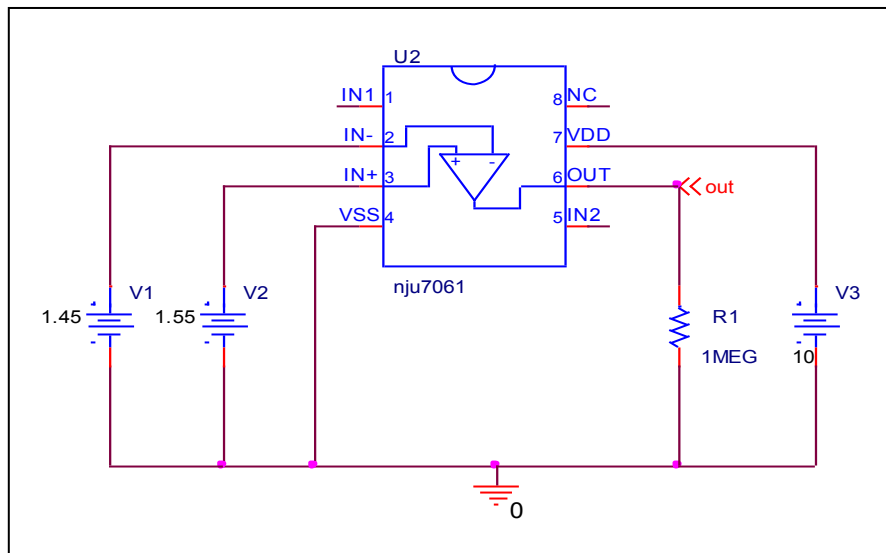 U2
IN1 1
8 NC
IN- 2
7 VDD
+ -
IN+ 3
6 OUT
out
VSS 4
5 IN2
nju7061
V1
1.45
V2
1.55
R1
1MEG
V3
10
0